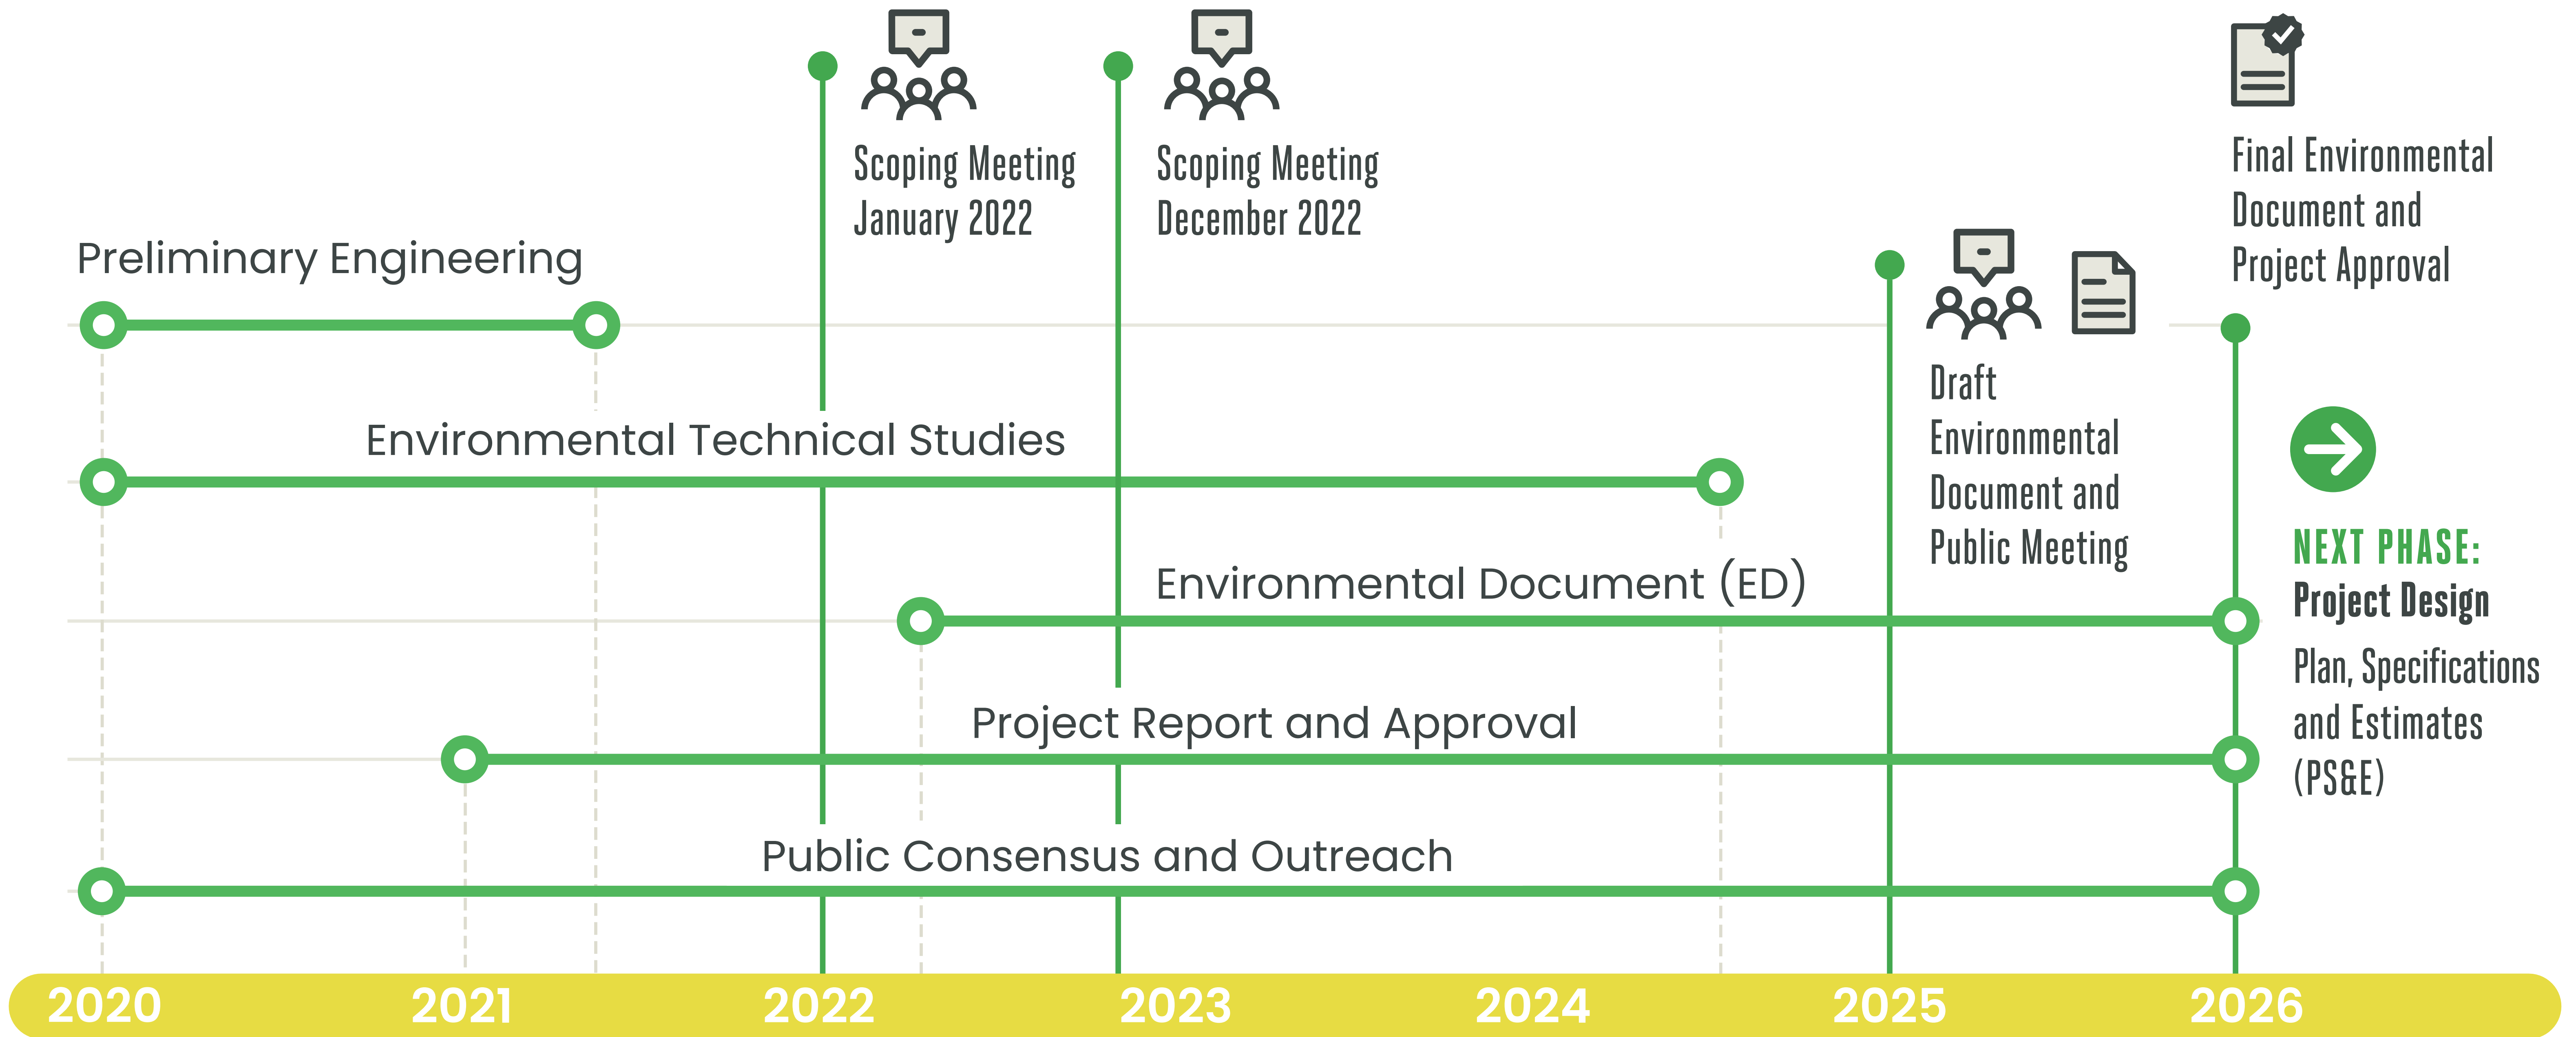 Scoping Meeting
January 2022
Scoping Meeting
December 2022
Final Environmental
Document and
Project Approval
Preliminary Engineering
Draft
Environmental
Document and
Public Meeting
Environmental Technical Studies
NEXT PHASE:
Project Design
Plan, Specifications
and Estimates
(PS&E)
Environmental Document (ED)
Project Report and Approval
Public Consensus and Outreach
2020 2021 2022 2023 2024 2025 2026